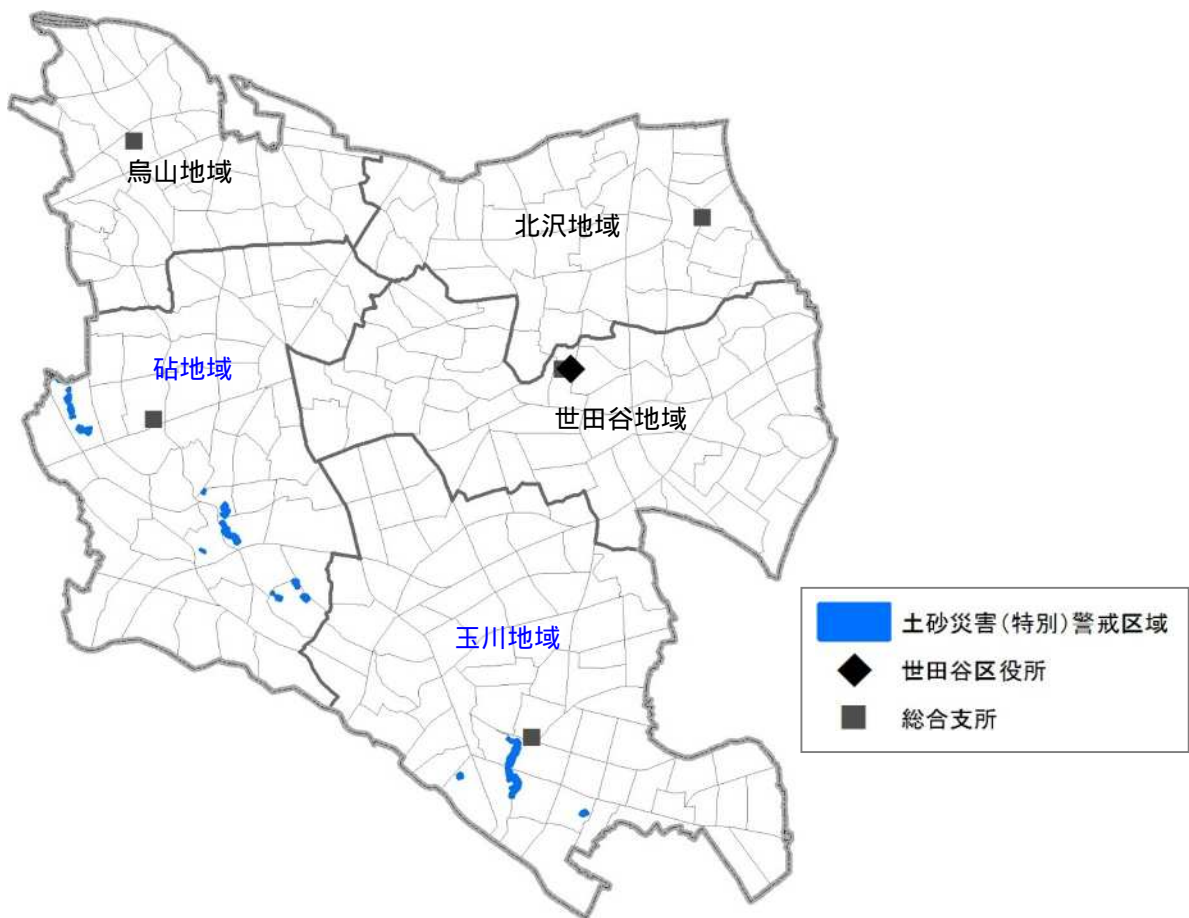 烏山地域
北沢地域
砧地域
世田谷地域
玉川地域
土砂災害(特別)警戒区域
世田谷区役所
総合支所